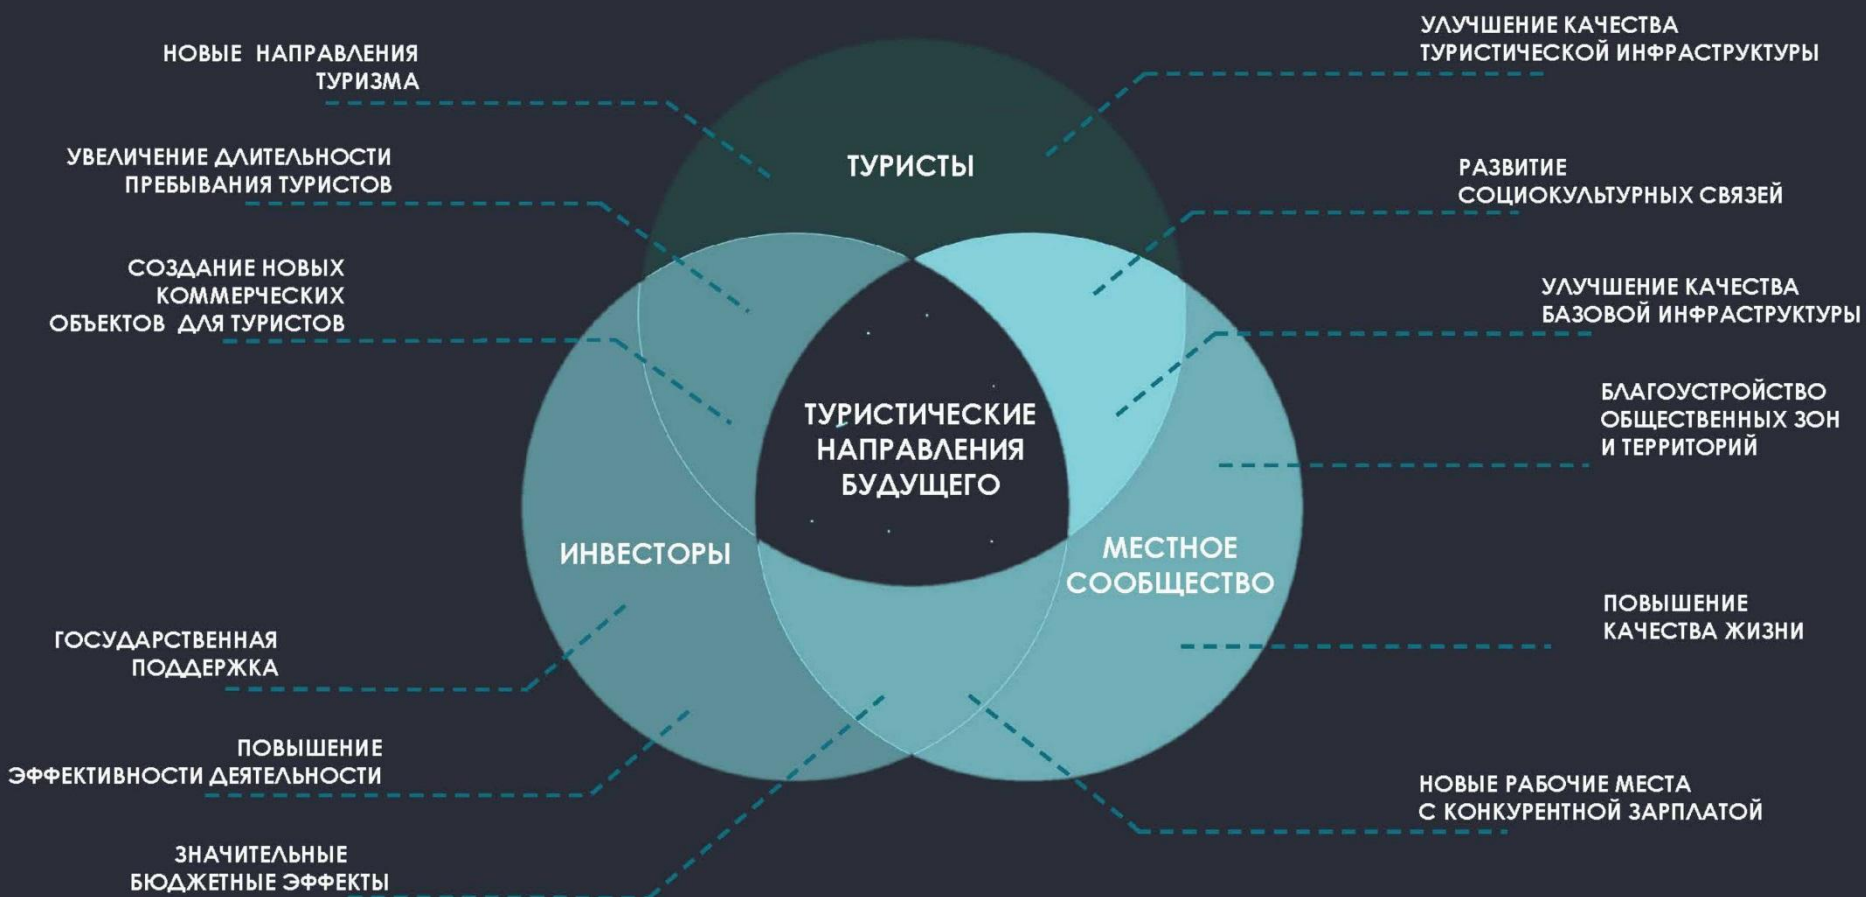 НОВЫЕ НАПРАВЛЕНИЯ
ТУРИЗМА
УВЕЛИЧЕНИЕ ДЛИТЕЛЬНОСТИ
ПРЕБЫВАНИЯ ТУРИСТОВ
СОЗДАНИЕ НОВЫХ
КОММЕРЧЕСКИХ
ОБЪЕКТОВ ДЛЯ ТУРИСТОВ
ГОСУДАРСТВЕННАЯ
ПОДДЕРЖКА
ПОВЫШЕНИЕ
ЭФФЕКТИВНОСТИ ДЕЯТЕЛЬНОСТИ
ЗНАЧИТЕЛЬНЫЕ
БЮДЖЕТНЫЕ ЭФФЕКТЫ
ТУРИСТЫ
ТУРИСТИЧЕСКИЕ
НАПРАВЛЕНИЯ
БУДУЩЕГО
ИНВЕСТОРЫ
МЕСТНОЕ
СООБЩЕСТВО
УЛУЧШЕНИЕ КАЧЕСТВА
ТУРИСТИЧЕСКОЙ ИНФРАСТРУКТУРЫ
РАЗВИТИЕ
СОЦИОКУЛЬТУРНЫХ СВЯЗЕЙ
УЛУЧШЕНИЕ КАЧЕСТВА
БАЗОВОЙ ИНФРАСТРУКТУРЫ
БЛАГОУСТРОЙСТВО
ОБЩЕСТВЕННЫХ ЗОН
И ТЕРРИТОРИЙ
ПОВЫШЕНИЕ
КАЧЕСТВА ЖИЗНИ
НОВЫЕ РАБОЧИЕ МЕСТА
С КОНКУРЕНТНОЙ ЗАРПЛАТОЙ